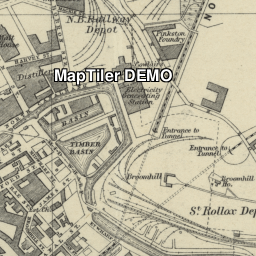 N.B. Railway
Depot
Pinkston
Foundry
MapTiler DEMO
Electricity
Generating
Station
BASIN
TIMBER
BASIN
Entrance to
Tunnel
Entrance to
Tunnel
Broomhill
Broomhill
Ho.
St. Rollox Dep